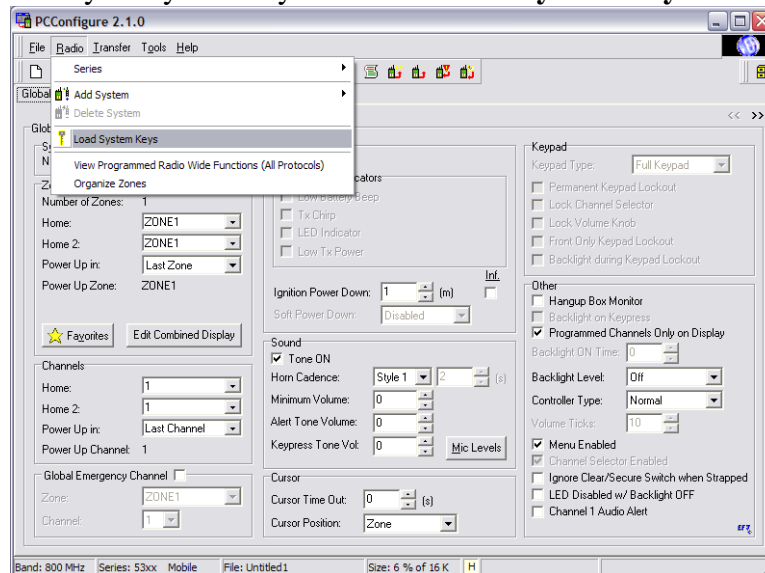 PCConfigure 2.1.0
File Radio Transfer Tools Help
Series
Add System
Delete System
Load System Keys
View Programmed Radio Wide Functions (All Protocols)
Organize Zones
Global
<< >>
Number of Zones: 1
Home: ZONE1
Home 2: ZONE1
Power Up in: Last Zone
Power Up Zone: ZONE1
Favorites Edit Combined Display
Channels
Home: 1
Home 2: 1
Power Up in: Last Channel
Power Up Channel: 1
Global Emergency Channel
Zone: ZONE1
Channel: 1
Low Battery Beep
Tx Chirp
LED Indicator
Low Tx Power
Inf.
Ignition Power Down: 1 (m)
Soft Power Down: Disabled
Sound
Tone ON
Horn Cadence: Style 1 2 (s)
Minimum Volume: 0
Alert Tone Volume: 0
Keypress Tone Vol: 0 Mic Levels
Cursor
Cursor Time Out: 0 (s)
Cursor Position: Zone
Keypad
Keypad Type: Full Keypad
Permanent Keypad Lockout
Lock Channel Selector
Lock Volume Knob
Front Only Keypad Lockout
Backlight during Keypad Lockout
Other
Hangup Box Monitor
Backlight on Keypress
Programmed Channels Only on Display
Backlight ON Time: 0
Backlight Level: Off
Controller Type: Normal
Volume Ticks: 10
Menu Enabled
Channel Selector Enabled
Ignore Clear/Secure Switch when Strapped
LED Disabled w/ Backlight OFF
Channel 1 Audio Alert
Band: 800 MHz Series: 53xx Mobile File: Untitled1 Size: 6 % of 16 K H